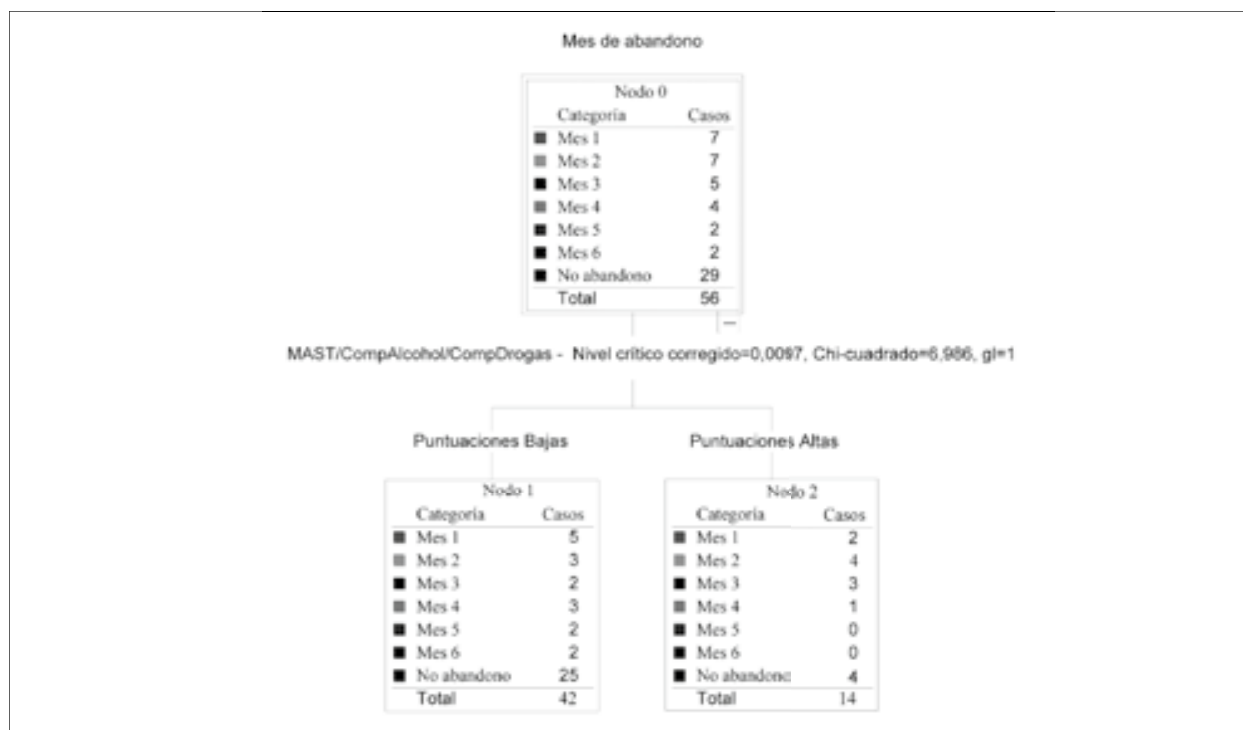 Mes de abandono
Nodo 0
Categoría Casos
Mes 1 7
Mes 2 7
Mes 3 5
Mes 4 4
Mes 5 2
Mes 6 2
No abandono 29
Total 56
MAST/CompAlcohol/CompDrogas - Nivel crítico corregido=0,0097, Chi-cuadrado=6,986, gl=1
Puntuaciones Bajas
Nodo 1
Categoría Casos
Mes 1 5
Mes 2 3
Mes 3 2
Mes 4 3
Mes 5 2
Mes 6 2
No abandono 25
Total 42
Puntuaciones Altas
Nodo 2
Categoría Casos
Mes 1 2
Mes 2 4
Mes 3 3
Mes 4 1
Mes 5 0
Mes 6 0
No abandono 4
Total 14